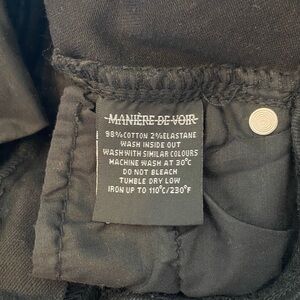 MANIÈRE DE VOIR
98% COTTON 2% ELASTANE
WASH INSIDE OUT
WASH WITH SIMILAR COLOURS
MACHINE WASH AT 30°C
DO NOT BLEACH
TUMBLE DRY LOW
IRON UP TO 110°C/230°F